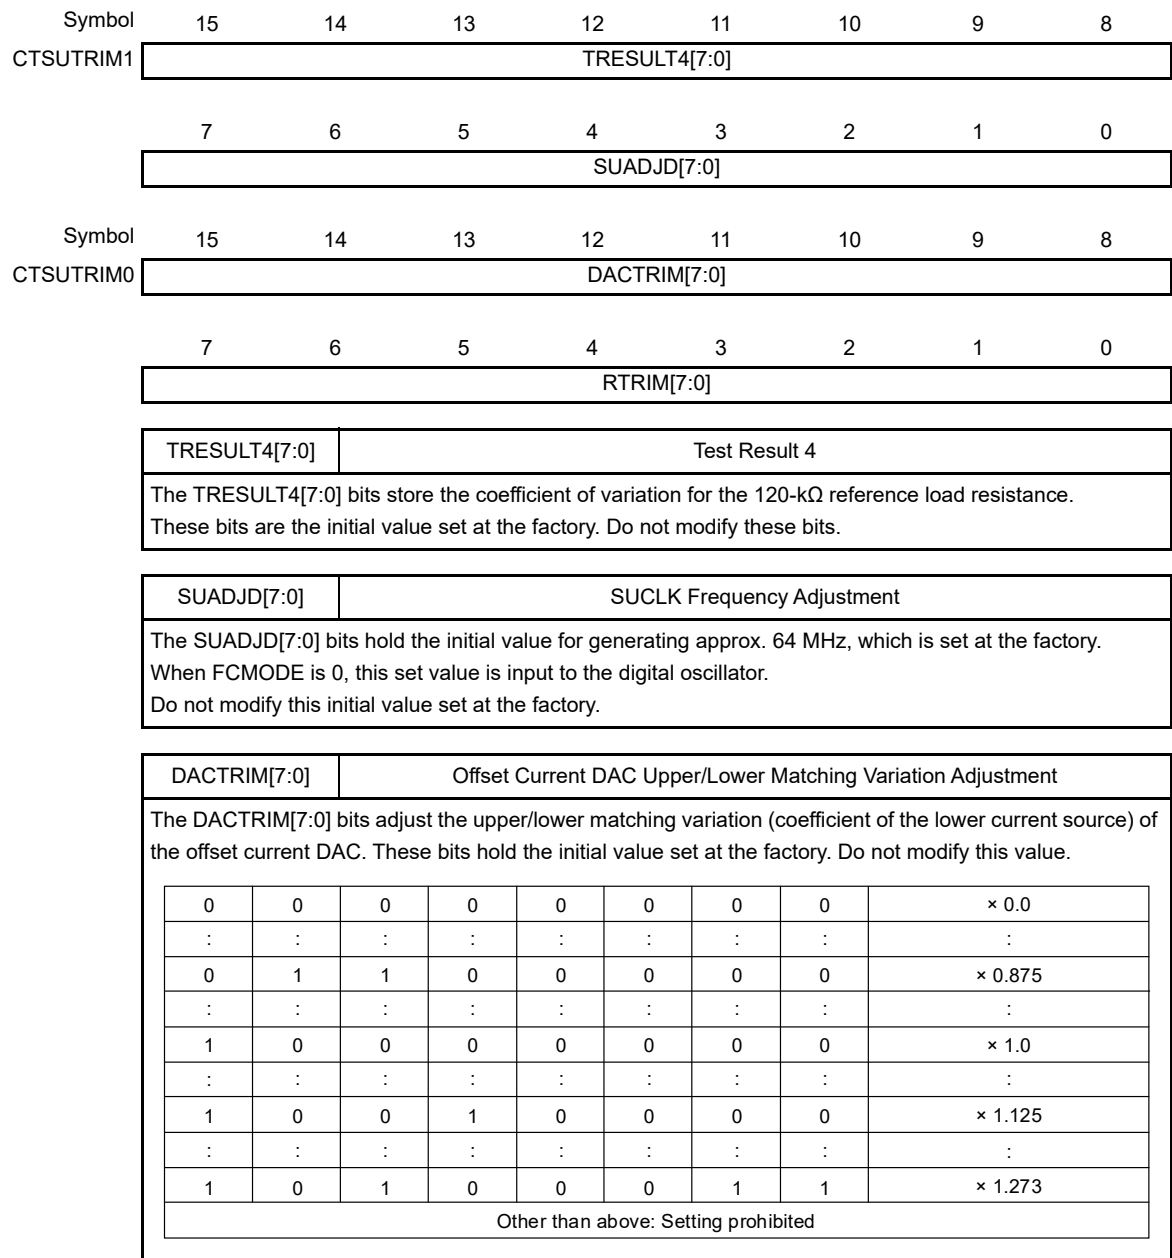 Symbol 15 14 13 12 11 10 9 8
CTSUTRIM1 TRESULT4[7:0]
7 6 5 4 3 2 1 0
SUADJD[7:0]
Symbol 15 14 13 12 11 10 9 8
CTSUTRIM0 DACTRIM[7:0]
7 6 5 4 3 2 1 0
RTRIM[7:0]
TRESULT4[7:0] Test Result 4
The TRESULT4[7:0] bits store the coefficient of variation for the 120-kΩ reference load resistance.
These bits are the initial value set at the factory. Do not modify these bits.
SUADJD[7:0] SUCLK Frequency Adjustment
The SUADJD[7:0] bits hold the initial value for generating approx. 64 MHz, which is set at the factory.
When FCMODE is 0, this set value is input to the digital oscillator.
Do not modify this initial value set at the factory.
DACTRIM[7:0] Offset Current DAC Upper/Lower Matching Variation Adjustment
The DACTRIM[7:0] bits adjust the upper/lower matching variation (coefficient of the lower current source) of
the offset current DAC. These bits hold the initial value set at the factory. Do not modify this value.
0 0 0 0 0 0 0 0 × 0.0
: : : : : : : : :
0 1 1 0 0 0 0 0 × 0.875
: : : : : : : : :
1 0 0 0 0 0 0 0 × 1.0
: : : : : : : : :
1 0 0 1 0 0 0 0 × 1.125
: : : : : : : : :
1 0 1 0 0 0 1 1 × 1.273
Other than above: Setting prohibited